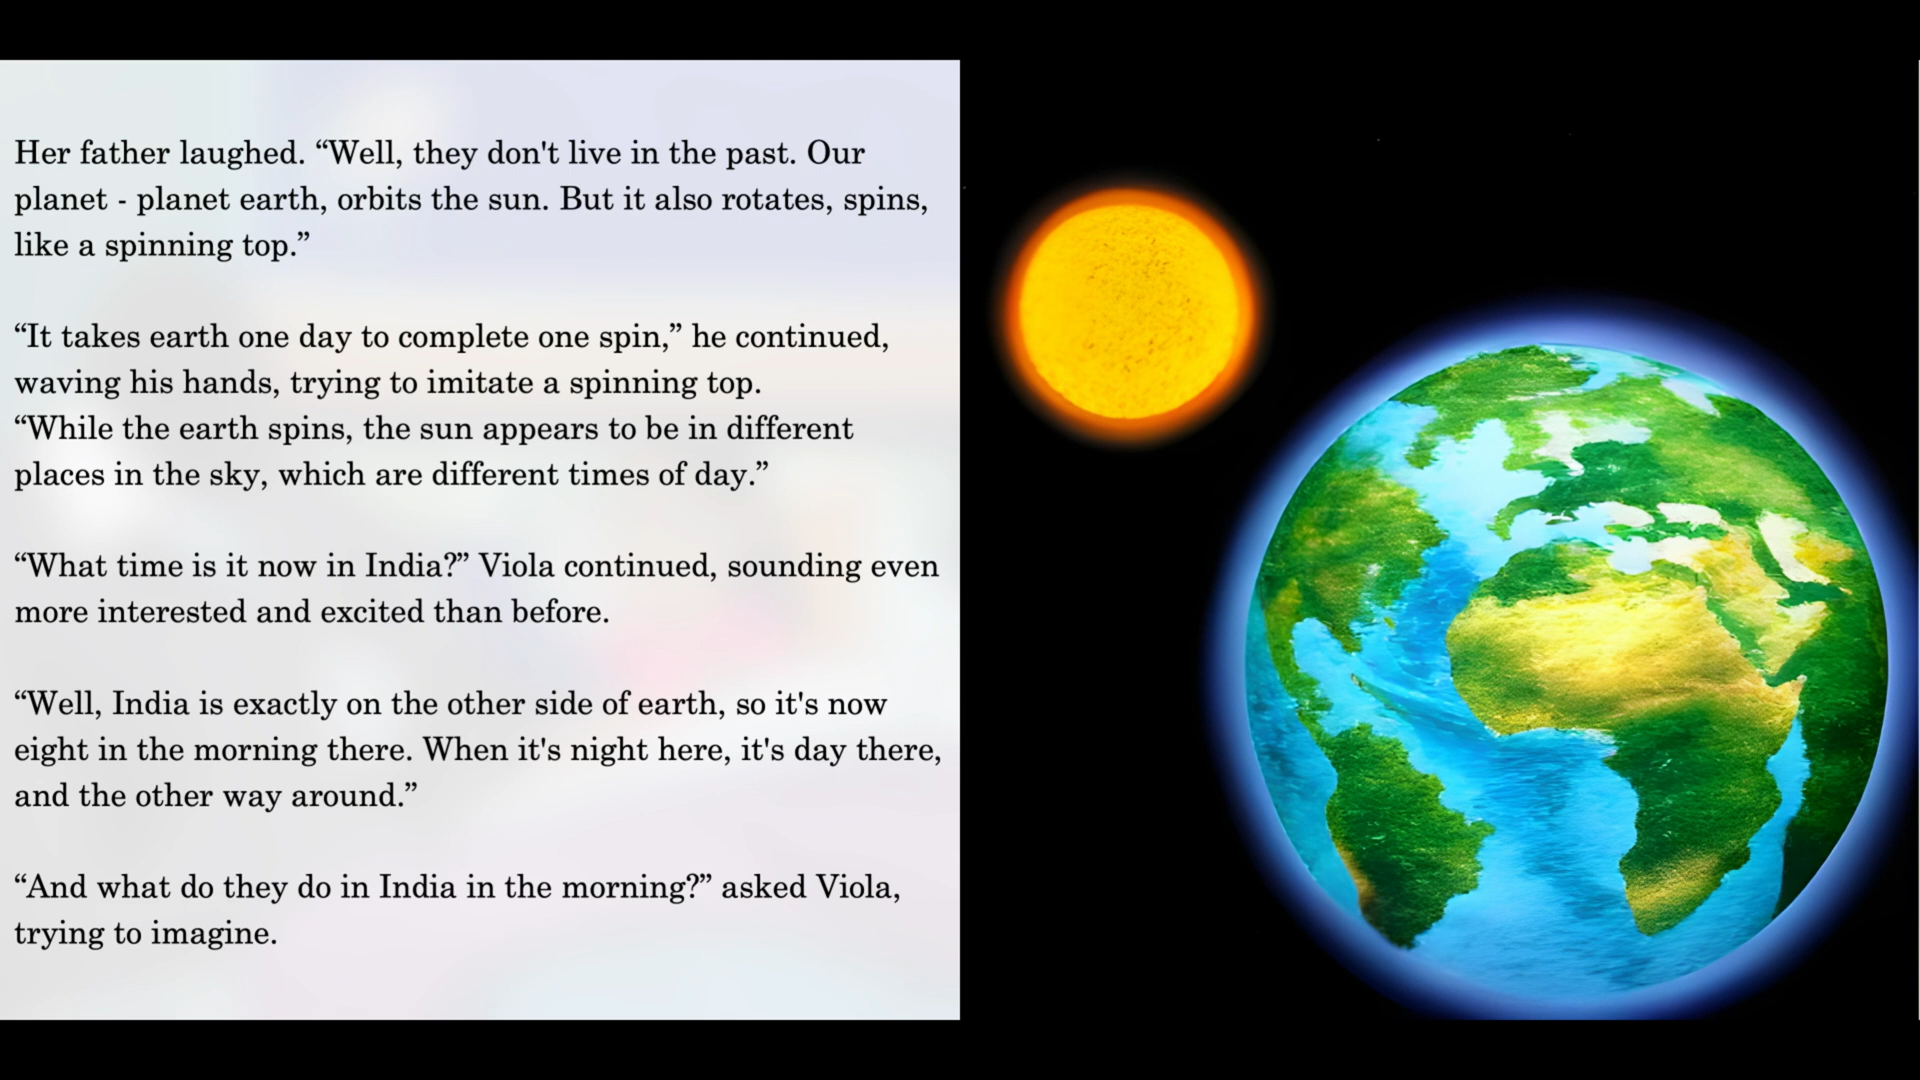 Her father laughed. “Well, they don't live in the past. Our
planet - planet earth, orbits the sun. But it also rotates, spins,
like a spinning top.”
“It takes earth one day to complete one spin,” he continued,
waving his hands, trying to imitate a spinning top.
“While the earth spins, the sun appears to be in different
places in the sky, which are different times of day.”
“What time is it now in India?” Viola continued, sounding even
more interested and excited than before.
“Well, India is exactly on the other side of earth, so it's now
eight in the morning there. When it's night here, it's day there,
and the other way around.”
“And what do they do in India in the morning?” asked Viola,
trying to imagine.